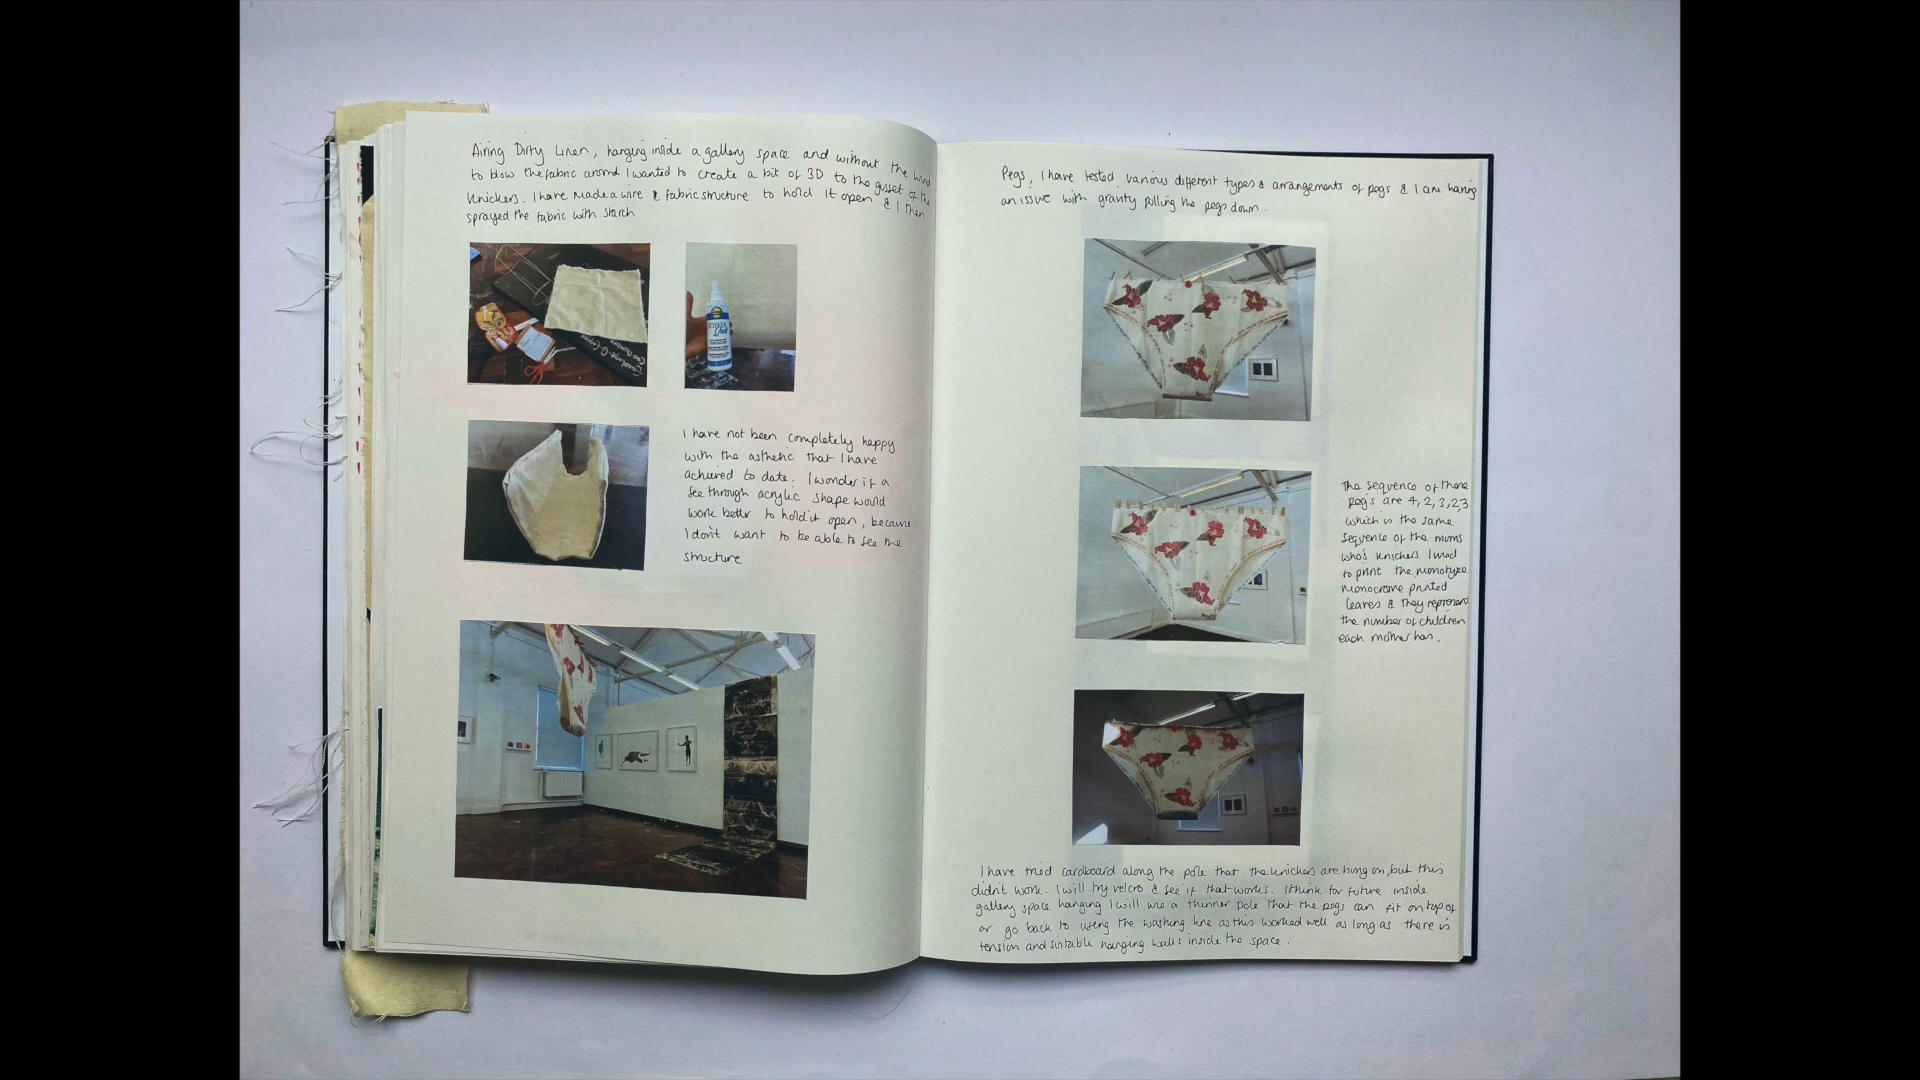 Airing Dirty Linen, hanging inside a gallery space and without the wind
to blow the fabric around I wanted to create a bit of 3D to the gusset of the
knickers. I have made a wire & fabric structure to hold it open & I then
sprayed the fabric with starch
I have not been completely happy
with the asthetic that I have
achieved to date. I wonder if a
see through acrylic shape would
work better to hold it open, because
I don't want to be able to see the
structure
Pegs, I have tested various different types & arrangements of pegs & I am having
an issue with gravity pulling the pegs down.
The sequence of these
pegs are 4,2,3,2,3
which is the same
sequence of the mums
who's knickers I used
to print the monotype
monocrome printed
leaves & they represent
the number of children
each mother has.
I have tried cardboard along the pole that the knickers are hung on, but this
didn't work. I will try velcro & see if that works. I think for future inside
gallery space hanging I will use a thinner pole that the pegs can fit on top of
or go back to using the washing line as this worked well as long as there is
tension and suitable hanging walls inside the space.